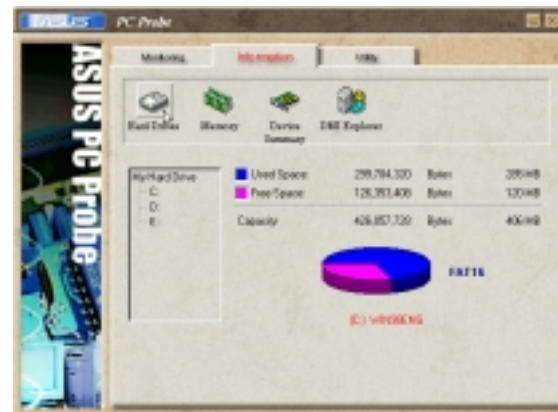 ASUS PC Probe
ASUS PC Probe
Monitoring Information Utility
Hard Drives Memory Device Summary DMI Explorer
My Hard Drive
C:
D:
E:
Used Space: Bytes
Free Space: Bytes
Capacity Bytes
FAT16
(C:)